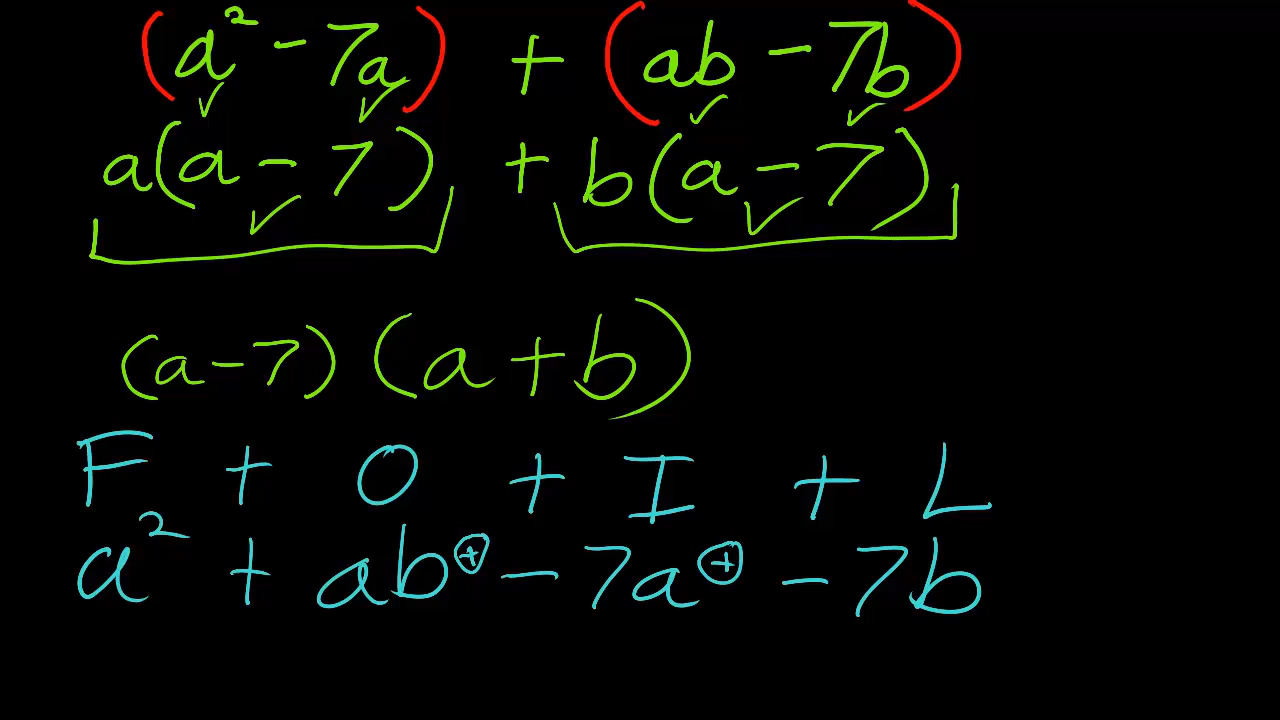 (a² - 7a) + (ab - 7b)
a(a - 7) + b(a - 7)
(a - 7)(a + b)
F + O + I + L
a² + ab + - 7a + - 7b